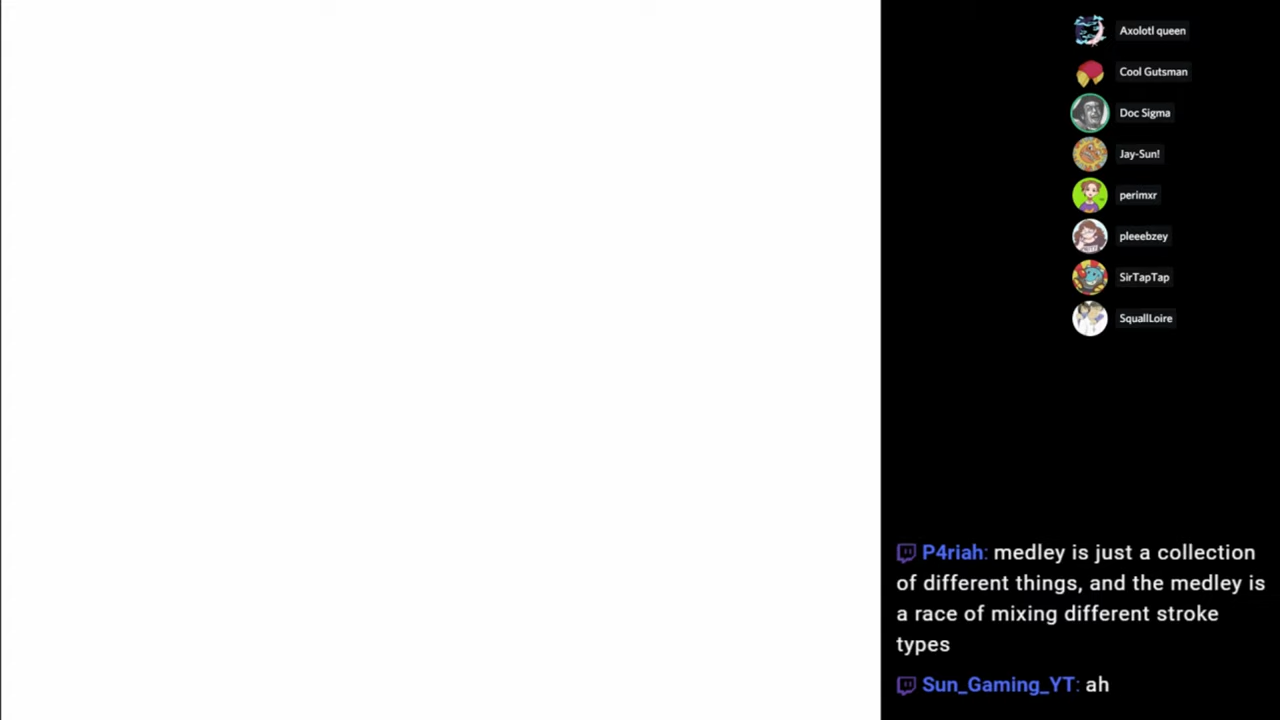 Axolotl queen
Cool Gutsman
Doc Sigma
Jay-Sun!
perimxr
pleeebzey
SirTapTap
SquallLoire
P4riah: medley is just a collection
of different things, and the medley is
a race of mixing different stroke
types
Sun_Gaming_YT: ah